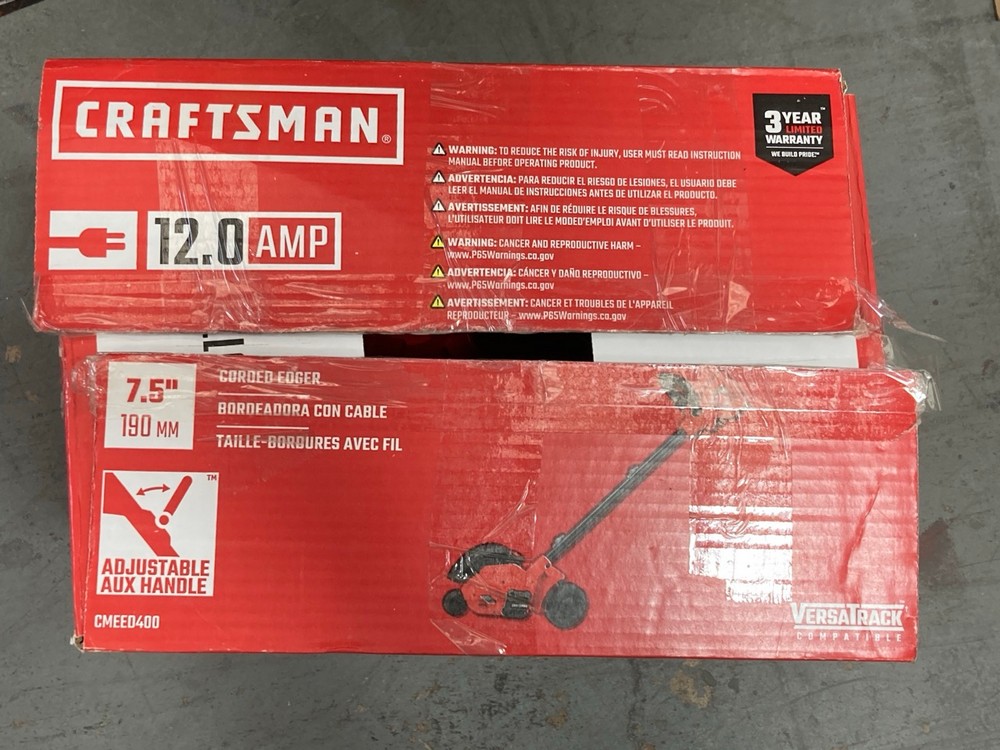 CRAFTSMAN®
12.0 AMP
WARNING: TO REDUCE THE RISK OF INJURY, USER MUST READ INSTRUCTION
MANUAL BEFORE OPERATING PRODUCT.
ADVERTENCIA: PARA REDUCIR EL RIESGO DE LESIONES, EL USUARIO DEBE
LEER EL MANUAL DE INSTRUCCIONES ANTES DE UTILIZAR EL PRODUCTO.
AVERTISSEMENT: AFIN DE RÉDUIRE LE RISQUE DE BLESSURES,
L'UTILISATEUR DOIT LIRE LE MODED'EMPLOI AVANT D'UTILISER LE PRODUIT.
WARNING: CANCER AND REPRODUCTIVE HARM –
www.P65Warnings.ca.gov
ADVERTENCIA: CÁNCER Y DAÑO REPRODUCTIVO –
www.P65Warnings.ca.gov
AVERTISSEMENT: CANCER ET TROUBLES DE L'APPAREIL
REPRODUCTEUR – www.P65Warnings.ca.gov
3 YEAR
LIMITED
WARRANTY
WE BUILD PRIDE™
7.5"
190 MM
CORDED EDGER
BORDEADORA CON CABLE
TAILLE-BORDURES AVEC FIL
™
ADJUSTABLE
AUX HANDLE
CMEED400
VERSATRACK™
COMPATIBLE